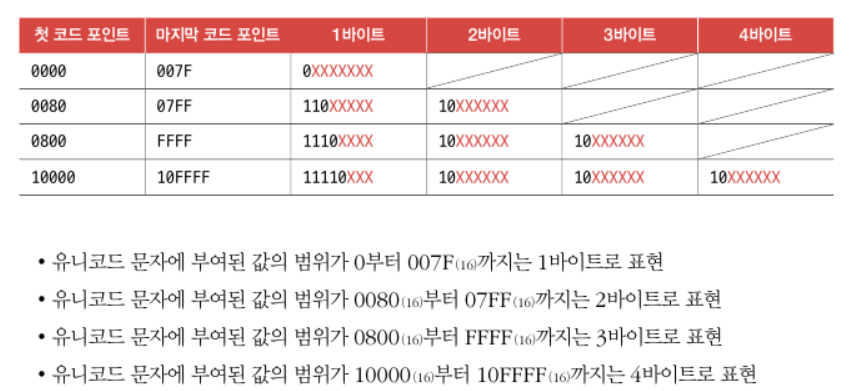 첫 코드 포인트 마지막 코드 포인트 1바이트 2바이트 3바이트 4바이트
0000 007F 0XXXXXXX
0080 07FF 110XXXXX 10XXXXXX
0800 FFFF 1110XXXX 10XXXXXX 10XXXXXX
10000 10FFFF 11110XXX 10XXXXXX 10XXXXXX 10XXXXXX
• 유니코드 문자에 부여된 값의 범위가 0부터 007F(16)까지는 1바이트로 표현
• 유니코드 문자에 부여된 값의 범위가 0080(16)부터 07FF(16)까지는 2바이트로 표현
• 유니코드 문자에 부여된 값의 범위가 0800(16)부터 FFFF(16)까지는 3바이트로 표현
• 유니코드 문자에 부여된 값의 범위가 10000(16)부터 10FFFF(16)까지는 4바이트로 표현